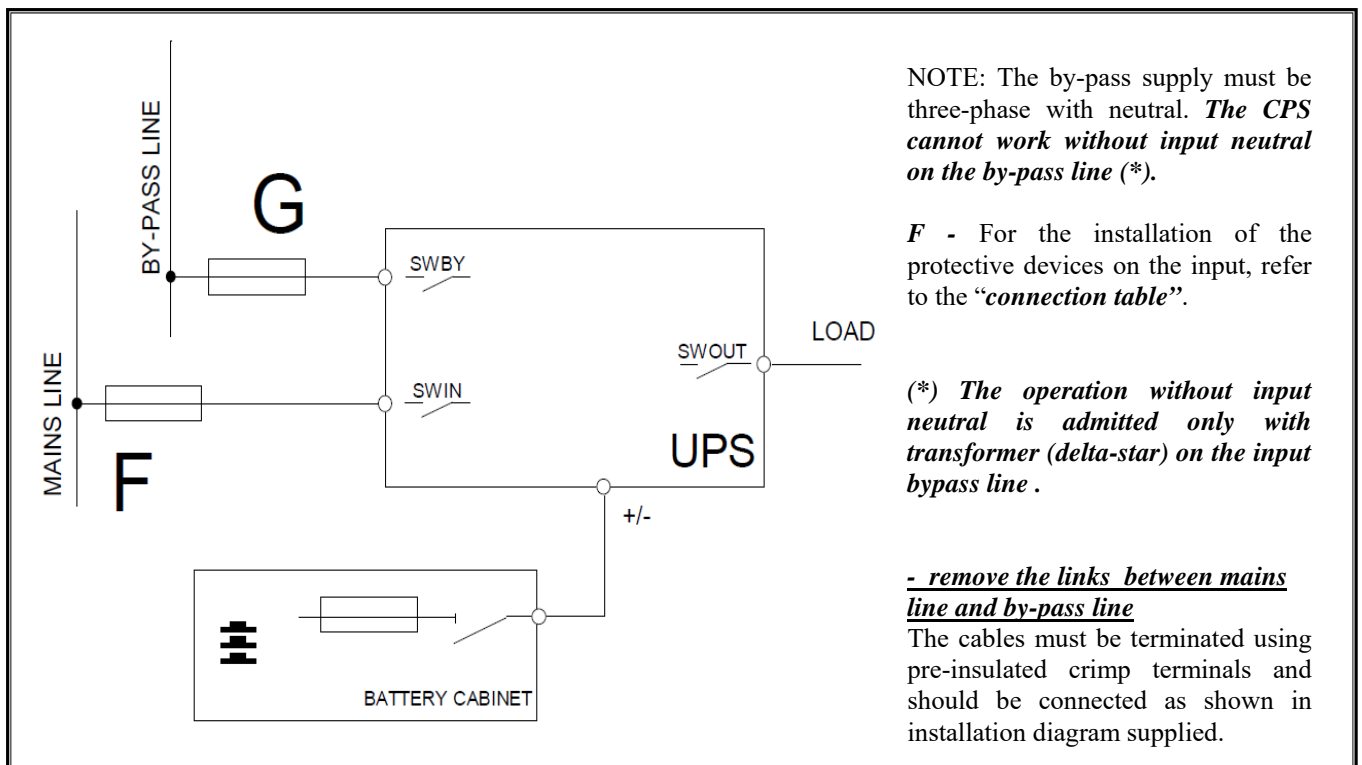 BY-PASS LINE
G
MAINS LINE
F
SWBY
SWIN
SWOUT
LOAD
UPS
+/-
BATTERY CABINET
NOTE: The by-pass supply must be
three-phase with neutral. The CPS
cannot work without input neutral
on the by-pass line (*).
F - For the installation of the
protective devices on the input, refer
to the “connection table”.
(*) The operation without input
neutral is admitted only with
transformer (delta-star) on the input
bypass line .
- remove the links between mains
line and by-pass line
The cables must be terminated using
pre-insulated crimp terminals and
should be connected as shown in
installation diagram supplied.